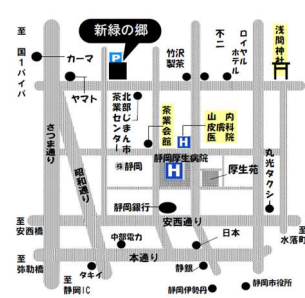 新緑の郷
至国1バイパ
カーマ
P
竹沢製茶
不二
ロイヤルホテル
浅間神社
ヤマト
北部じまん市
茶業センター
茶業会館
山内皮膚科医院
H
静岡厚生病院
H
㈱静岡
厚生苑
さつま通り
昭和通り
丸光タクシー
静岡銀行
安西通り
至安西橋
至水落町
中部電力
日本
本通り
至弥勒橋
タキイ
至静岡IC
静銀
静岡伊勢丹
静岡市役所